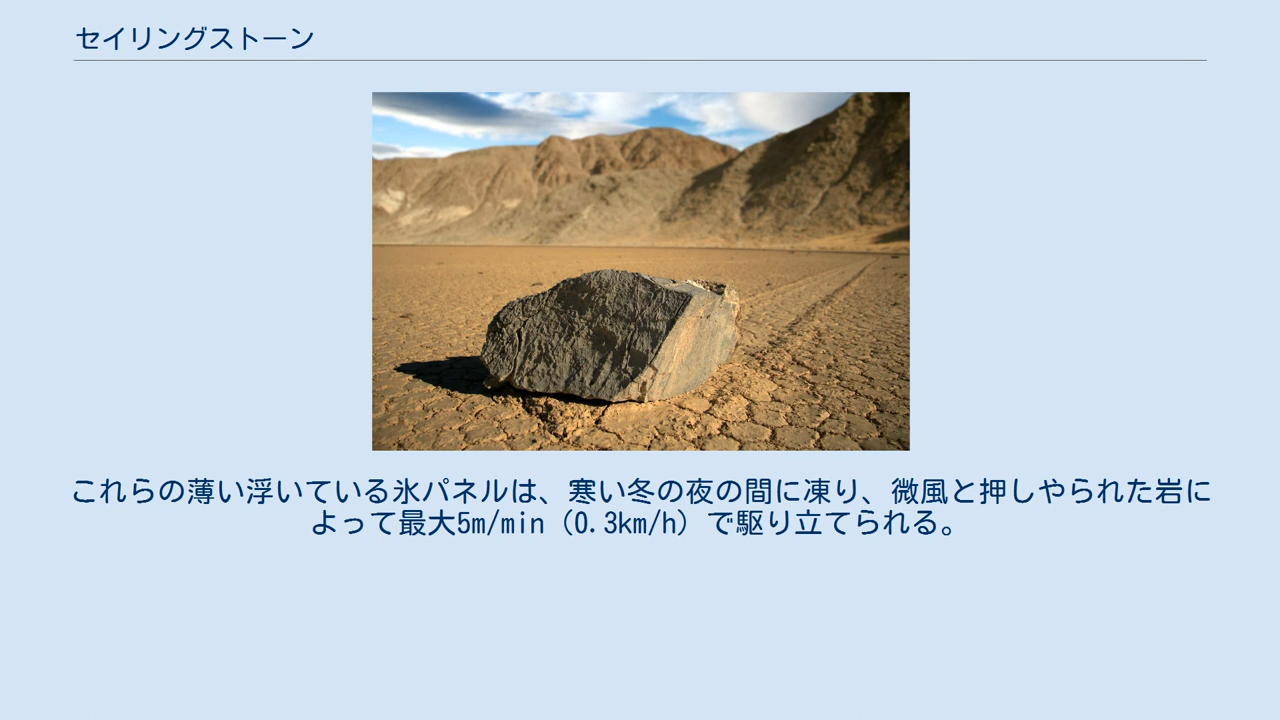 セイリングストーン
これらの薄い浮いている氷パネルは、寒い冬の夜の間に凍り、微風と押しやられた岩に
よって最大5m/min（0.3km/h）で駆り立てられる。